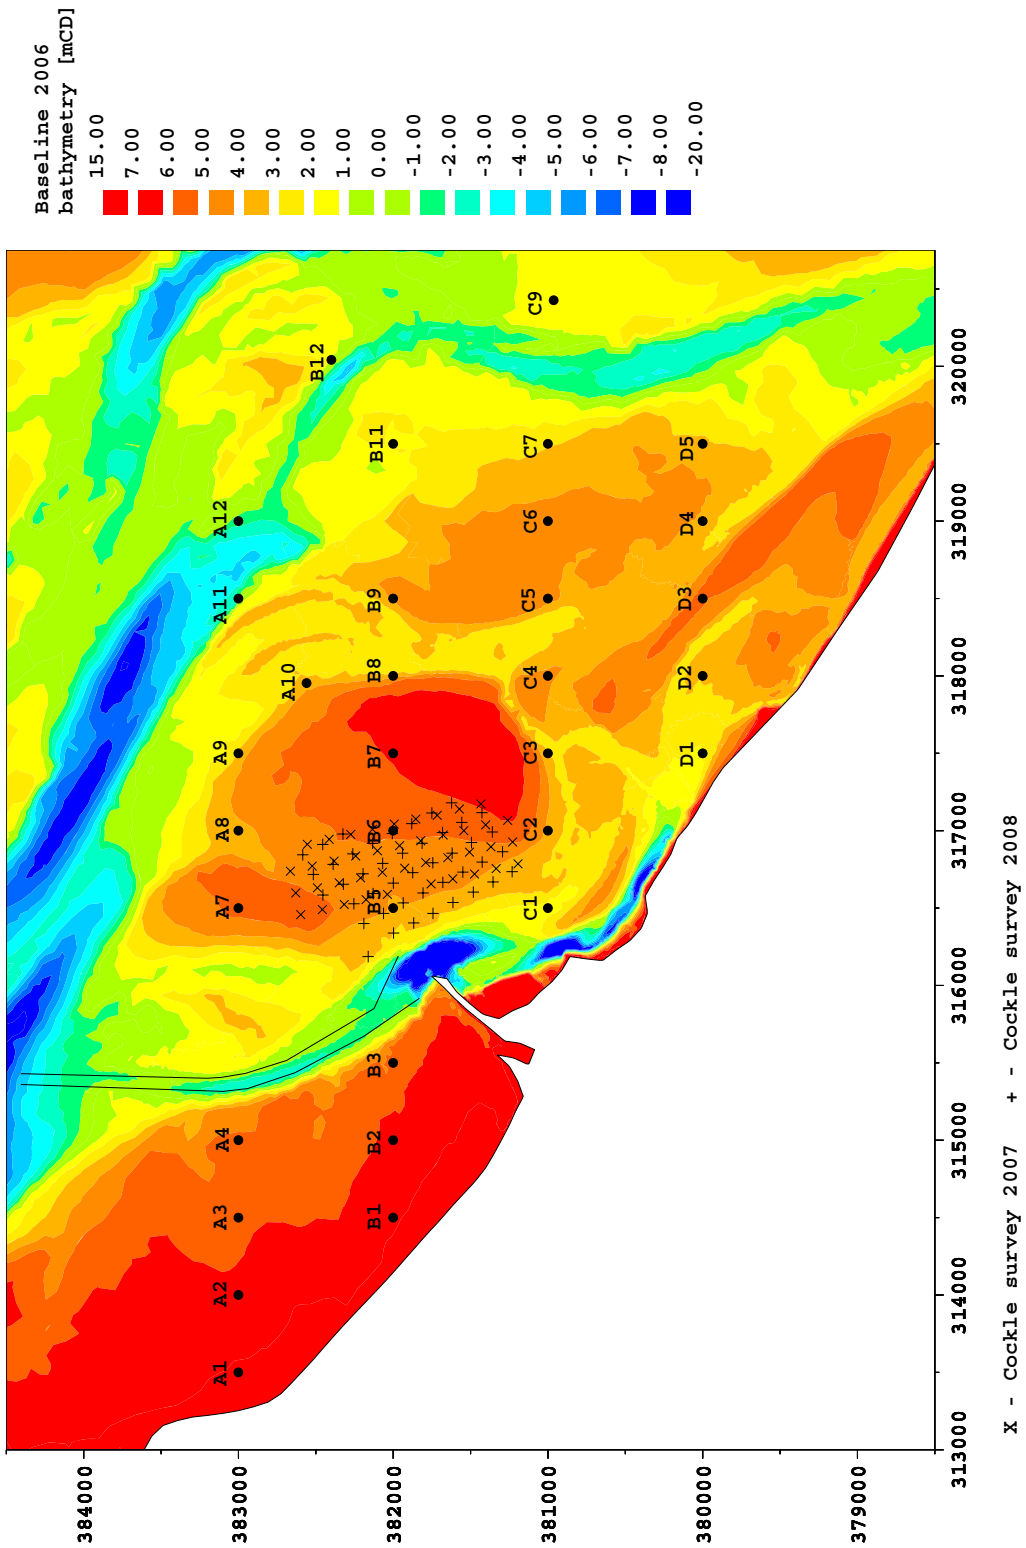 Baseline 2006
bathymetry [mCD]
15.00
7.00
6.00
5.00
4.00
3.00
2.00
1.00
0.00
-1.00
-2.00
-3.00
-4.00
-5.00
-6.00
-7.00
-8.00
-20.00
A1
A2
A3
A4
A7
A8
A9
A10
A11
A12
B1
B2
B3
B5
B6
B7
B8
B9
B11
B12
C1
C2
C3
C4
C5
C6
C7
C9
D1
D2
D3
D4
D5
384000
383000
382000
381000
380000
379000
313000
314000
315000
316000
317000
318000
319000
320000
X - Cockle survey 2007 + - Cockle survey 2008